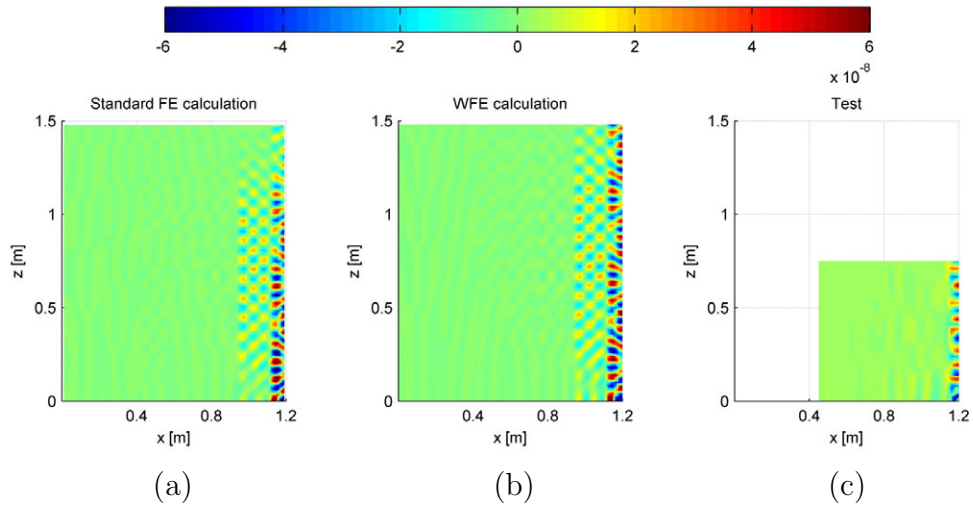 -6 -4 -2 0 2 4 6
x 10^-8
Standard FE calculation
1.5
1
0.5
0
z [m]
0.4 0.8 1.2
x [m]
(a)
WFE calculation
1.5
1
0.5
0
z [m]
0.4 0.8 1.2
x [m]
(b)
Test
1.5
1
0.5
0
z [m]
0.4 0.8 1.2
x [m]
(c)